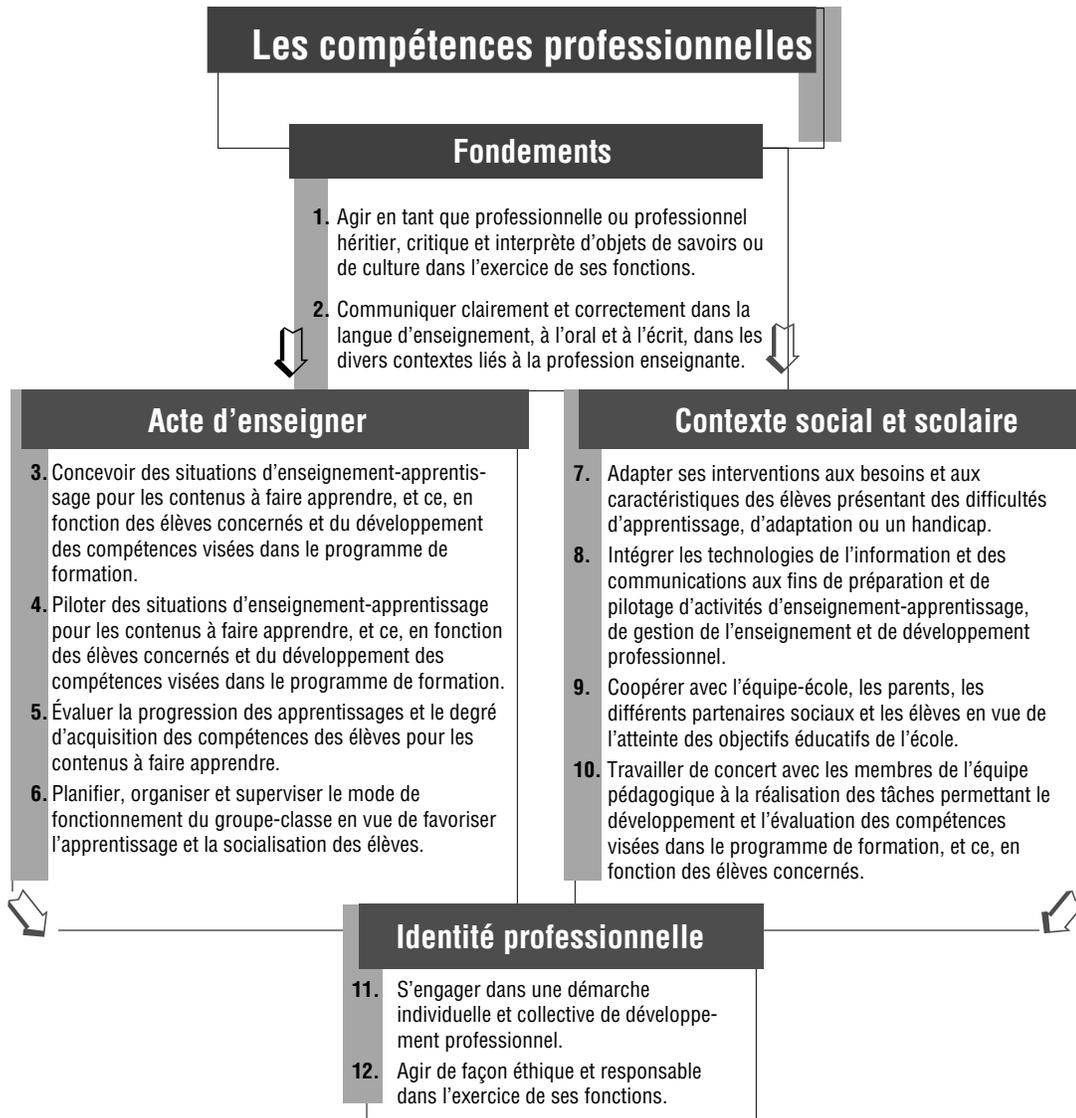 Les compétences professionnelles
Fondements
1. Agir en tant que professionnelle ou professionnel
héritier, critique et interprète d'objets de savoirs ou
de culture dans l'exercice de ses fonctions.
2. Communiquer clairement et correctement dans la
langue d'enseignement, à l'oral et à l'écrit, dans les
divers contextes liés à la profession enseignante.
Acte d'enseigner
3. Concevoir des situations d'enseignement-apprentis-
sage pour les contenus à faire apprendre, et ce, en
fonction des élèves concernés et du développement
des compétences visées dans le programme de
formation.
4. Piloter des situations d'enseignement-apprentissage
pour les contenus à faire apprendre, et ce, en fonction
des élèves concernés et du développement des
compétences visées dans le programme de formation.
5. Évaluer la progression des apprentissages et le degré
d'acquisition des compétences des élèves pour les
contenus à faire apprendre.
6. Planifier, organiser et superviser le mode de
fonctionnement du groupe-classe en vue de favoriser
l'apprentissage et la socialisation des élèves.
Contexte social et scolaire
7. Adapter ses interventions aux besoins et aux
caractéristiques des élèves présentant des difficultés
d'apprentissage, d'adaptation ou un handicap.
8. Intégrer les technologies de l'information et des
communications aux fins de préparation et de
pilotage d'activités d'enseignement-apprentissage,
de gestion de l'enseignement et de développement
professionnel.
9. Coopérer avec l'équipe-école, les parents, les
différents partenaires sociaux et les élèves en vue de
l'atteinte des objectifs éducatifs de l'école.
10. Travailler de concert avec les membres de l'équipe
pédagogique à la réalisation des tâches permettant le
développement et l'évaluation des compétences
visées dans le programme de formation, et ce, en
fonction des élèves concernés.
Identité professionnelle
11. S'engager dans une démarche
individuelle et collective de développe-
ment professionnel.
12. Agir de façon éthique et responsable
dans l'exercice de ses fonctions.